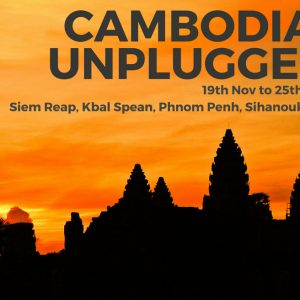 CAMBODIA
UNPLUGGE
19th Nov to 25th
Siem Reap, Kbal Spean, Phnom Penh, Sihanouk